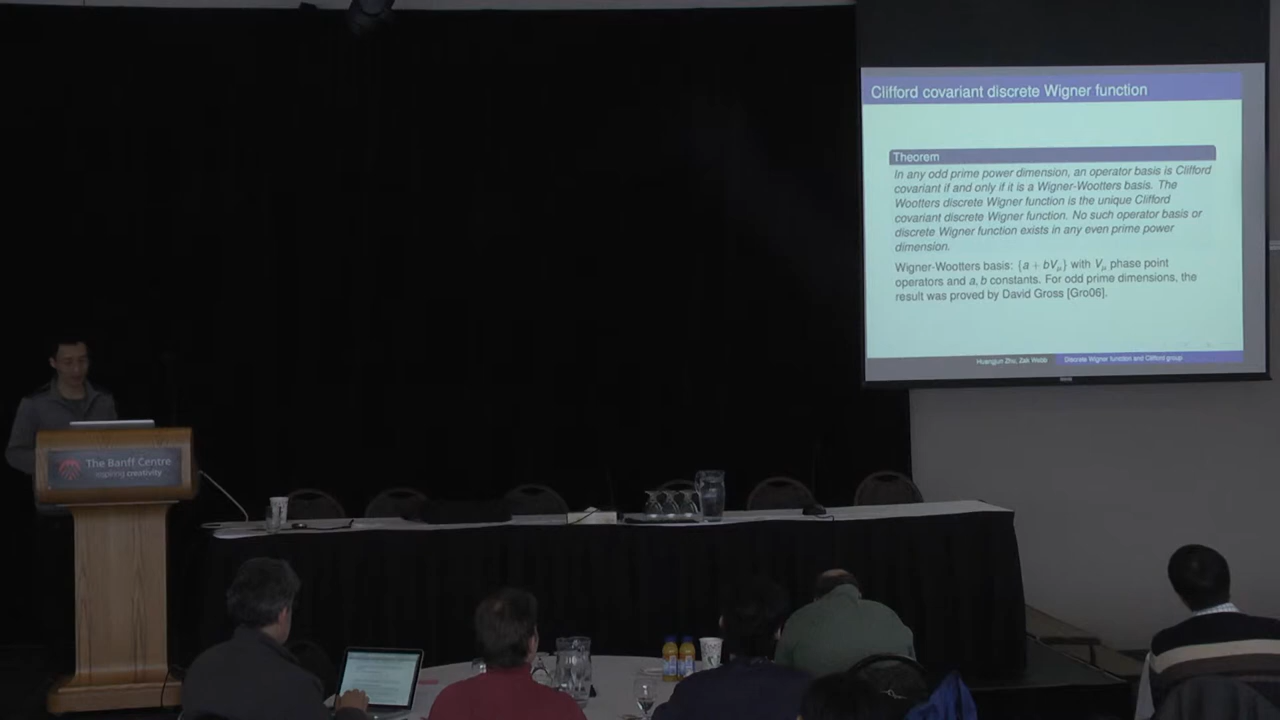 Clifford covariant discrete Wigner function
Theorem
In any odd prime power dimension, an operator basis is Clifford
covariant if and only if it is a Wigner-Wootters basis. The
Wootters discrete Wigner function is the unique Clifford
covariant discrete Wigner function. No such operator basis or
discrete Wigner function exists in any even prime power
dimension.
Wigner-Wootters basis: {a + bVμ} with Vμ phase point
operators and a, b constants. For odd prime dimensions, the
result was proved by David Gross [Gro06].
Huangjun Zhu, Zak Webb Discrete Wigner function and Clifford group
The Banff Centre
inspiring creativity